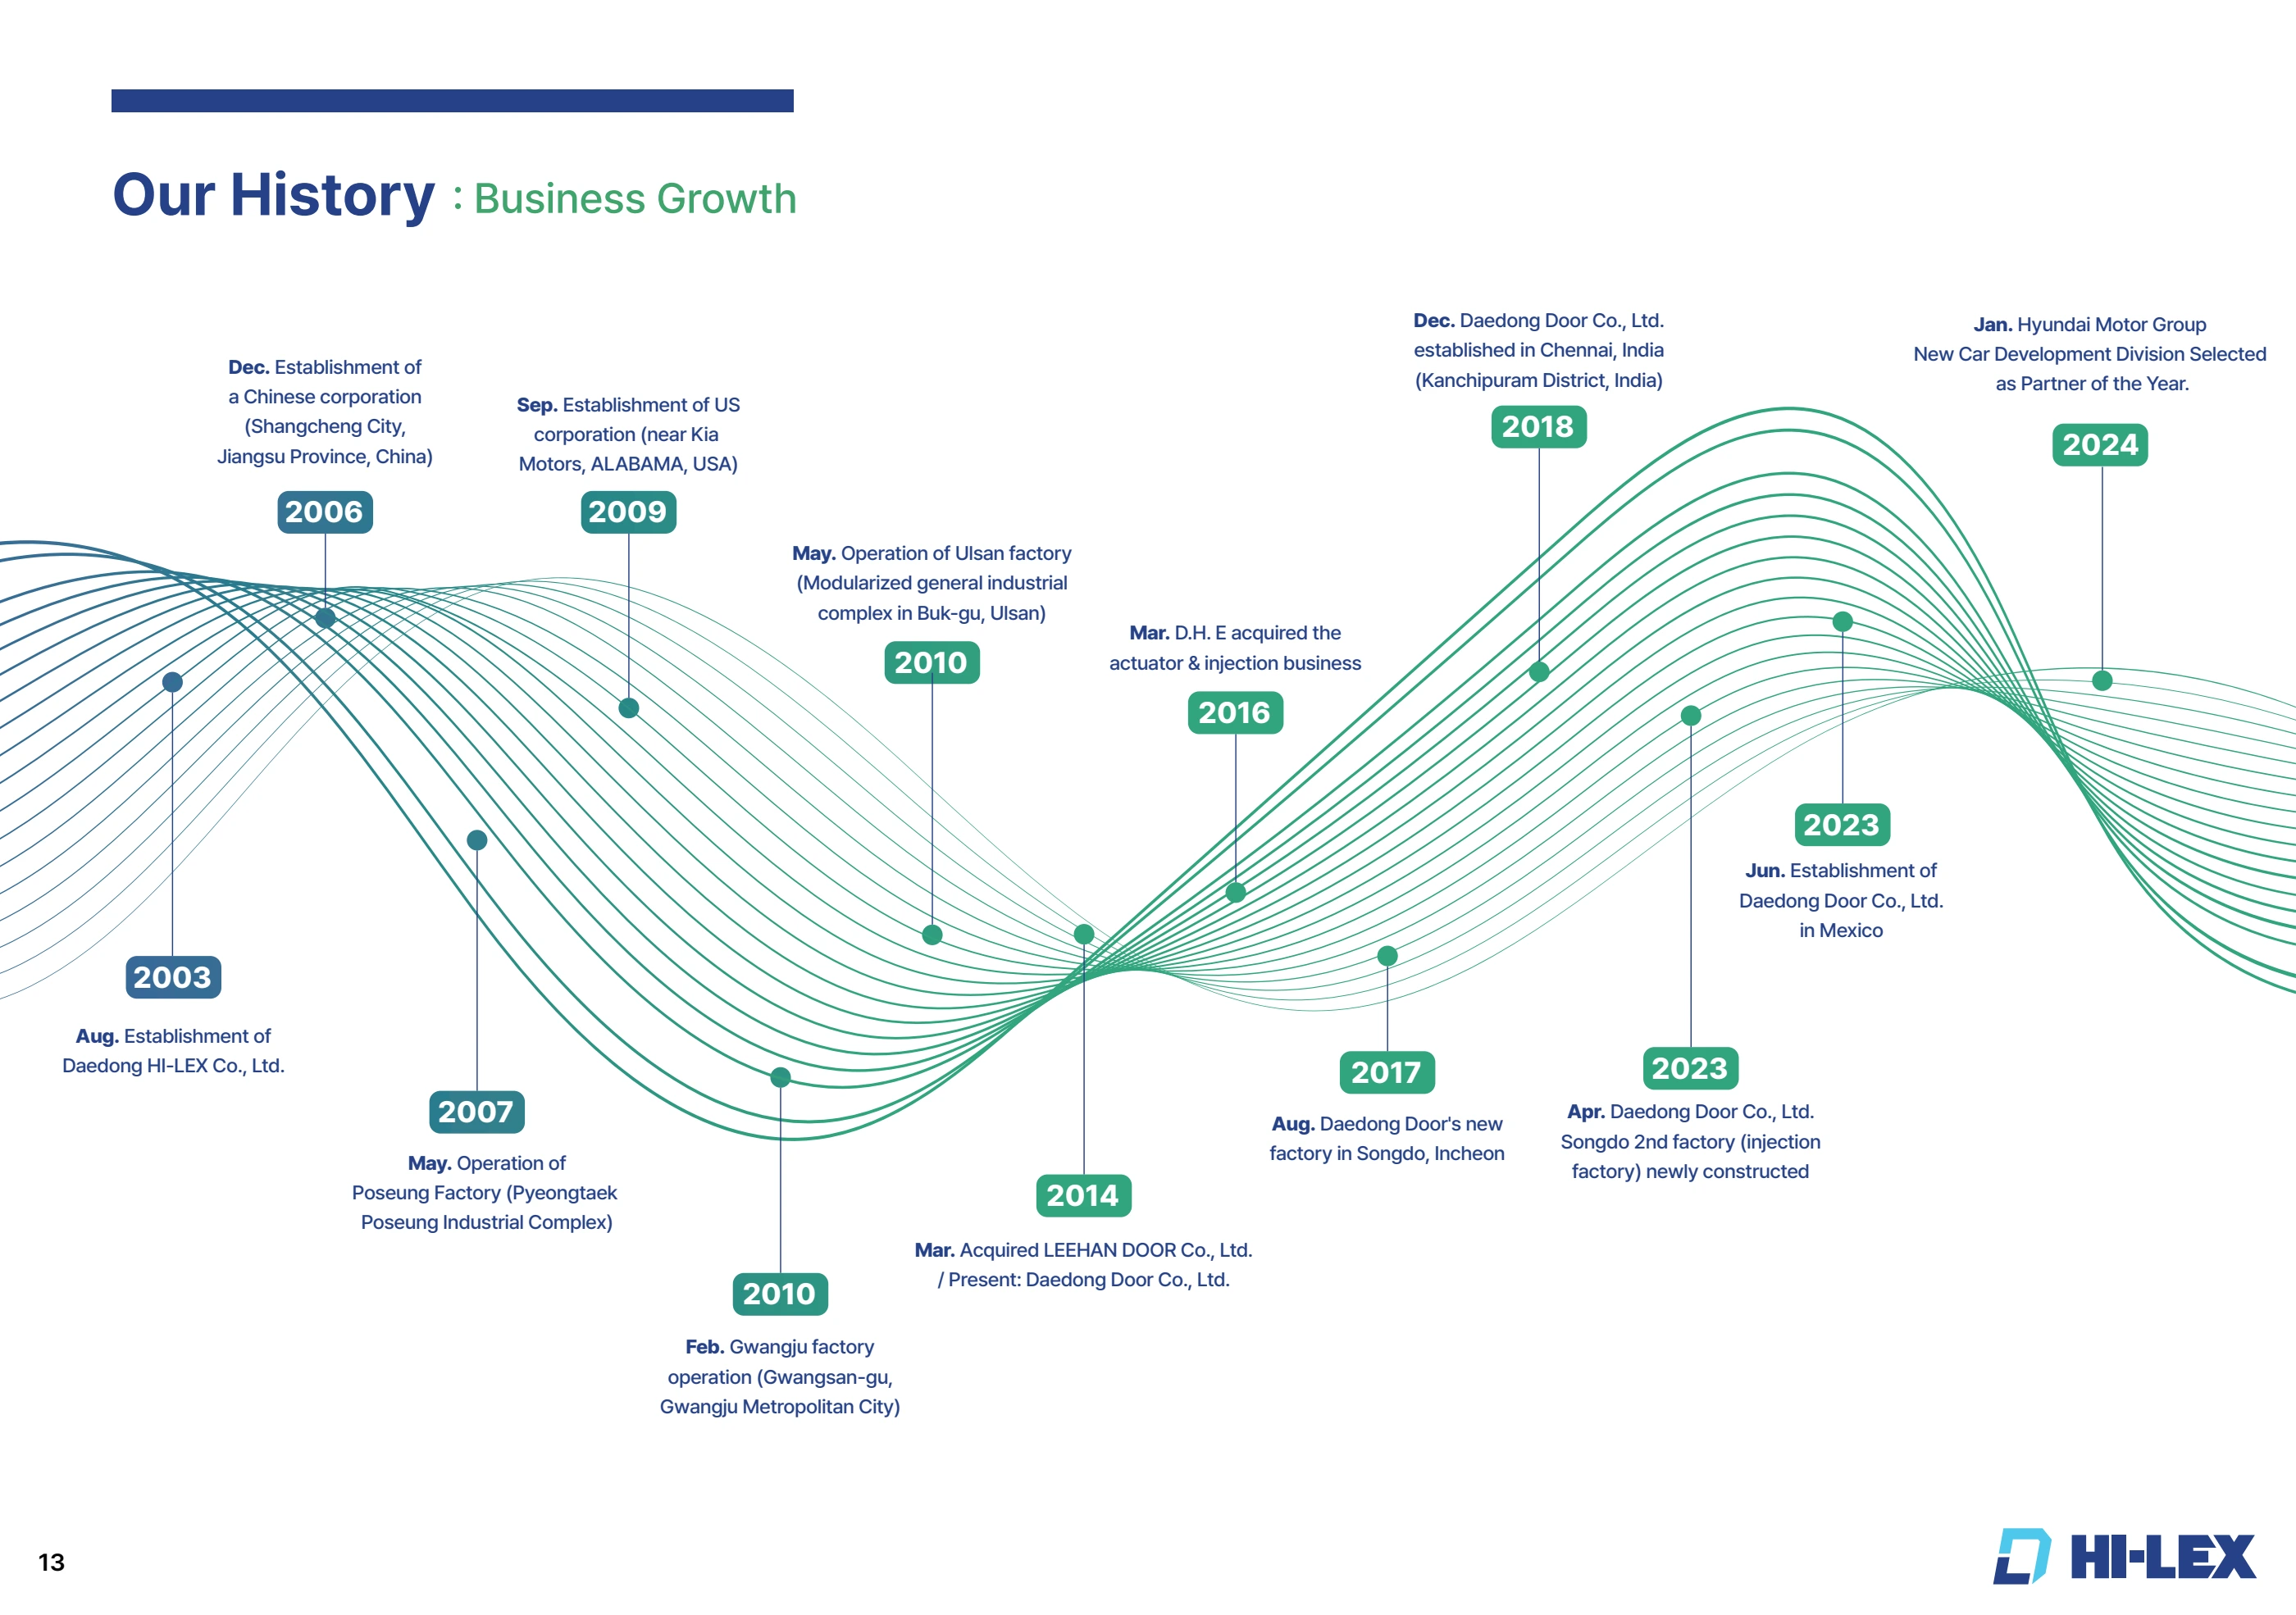 Our History : Business Growth
Dec. Establishment of
a Chinese corporation
(Shangcheng City,
Jiangsu Province, China)
2006
Sep. Establishment of US
corporation (near Kia
Motors, ALABAMA, USA)
2009
May. Operation of Ulsan factory
(Modularized general industrial
complex in Buk-gu, Ulsan)
2010
Mar. D.H. E acquired the
actuator & injection business
2016
Dec. Daedong Door Co., Ltd.
established in Chennai, India
(Kanchipuram District, India)
2018
Jan. Hyundai Motor Group
New Car Development Division Selected
as Partner of the Year.
2024
2003
Aug. Establishment of
Daedong HI-LEX Co., Ltd.
2007
May. Operation of
Poseung Factory (Pyeongtaek
Poseung Industrial Complex)
2010
Feb. Gwangju factory
operation (Gwangsan-gu,
Gwangju Metropolitan City)
2014
Mar. Acquired LEEHAN DOOR Co., Ltd.
/ Present: Daedong Door Co., Ltd.
2017
Aug. Daedong Door's new
factory in Songdo, Incheon
2023
Apr. Daedong Door Co., Ltd.
Songdo 2nd factory (injection
factory) newly constructed
2023
Jun. Establishment of
Daedong Door Co., Ltd.
in Mexico
13
HI-LEX